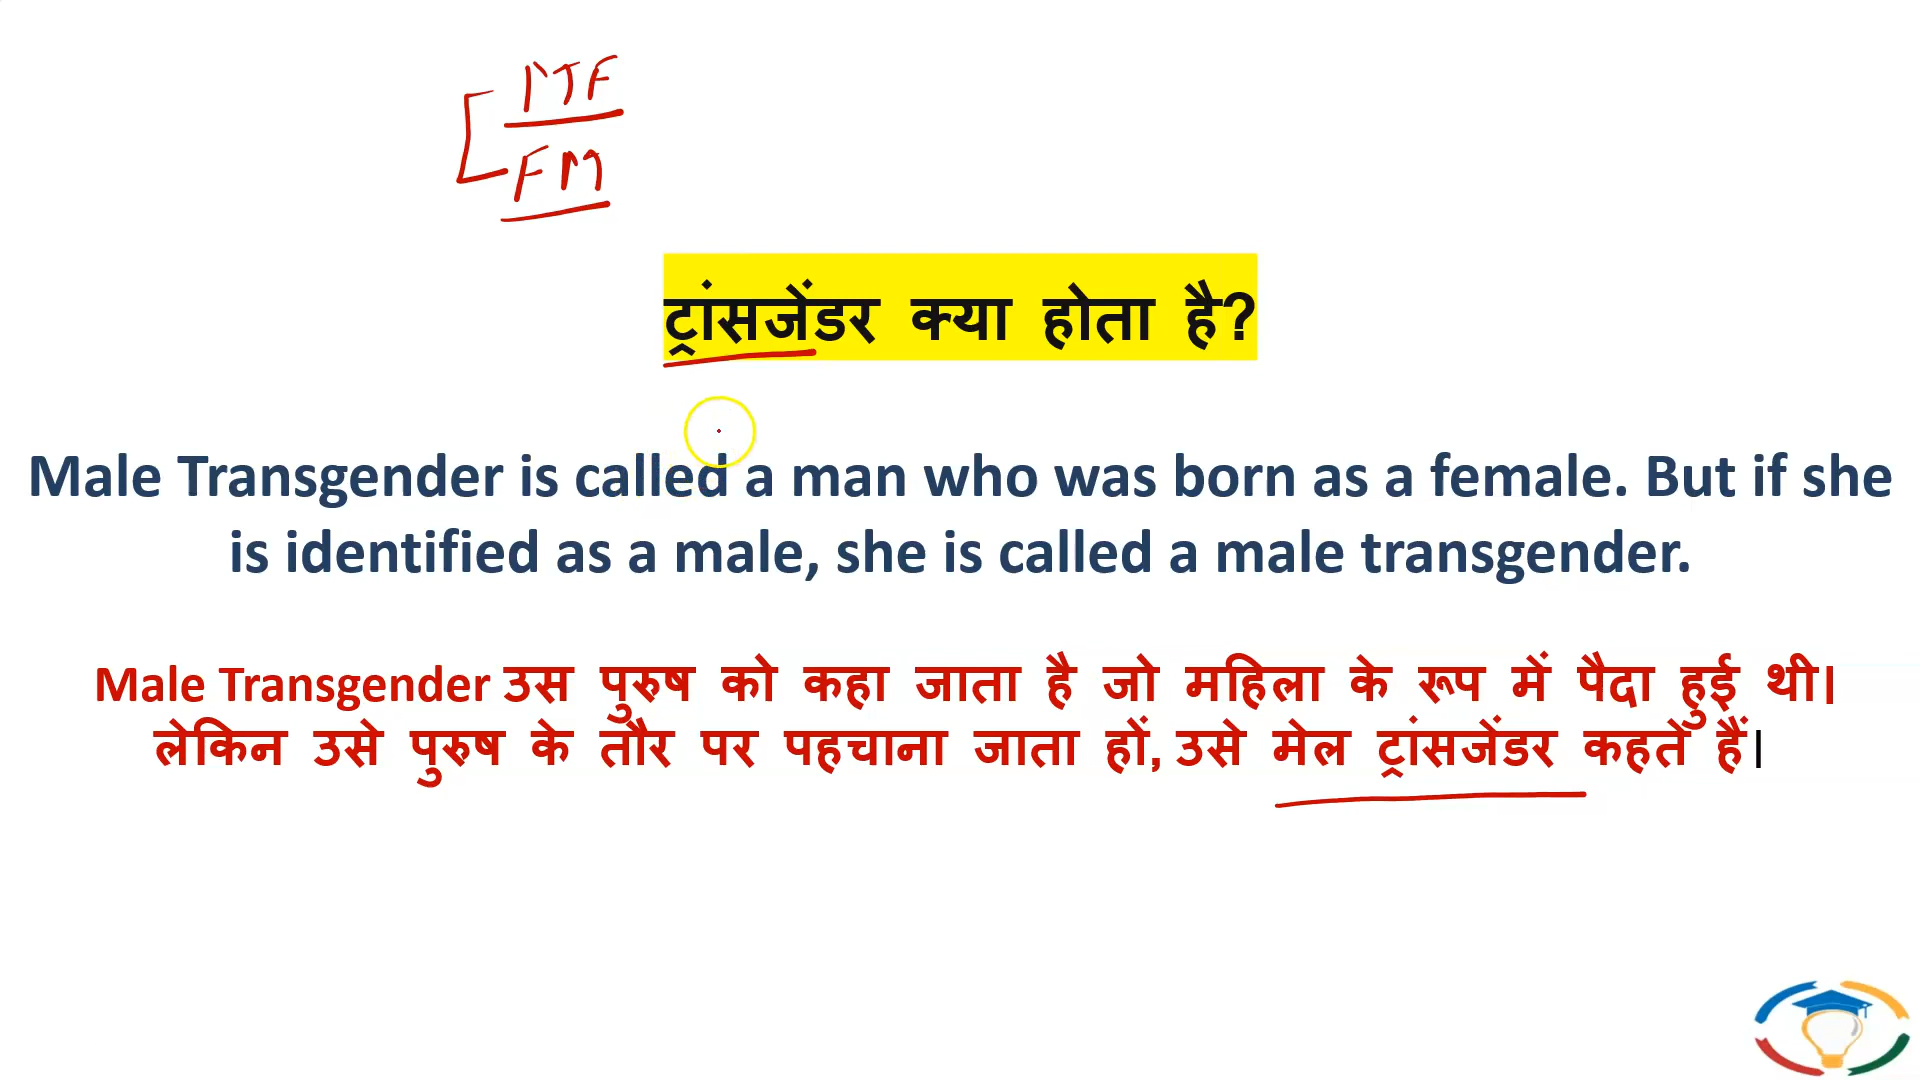 MTF
FM
ट्रांसजेंडर क्या होता है?
Male Transgender is called a man who was born as a female. But if she
is identified as a male, she is called a male transgender.
Male Transgender उस पुरुष को कहा जाता है जो महिला के रूप में पैदा हुई थी।
लेकिन उसे पुरुष के तौर पर पहचाना जाता हों, उसे मेल ट्रांसजेंडर कहते हैं।